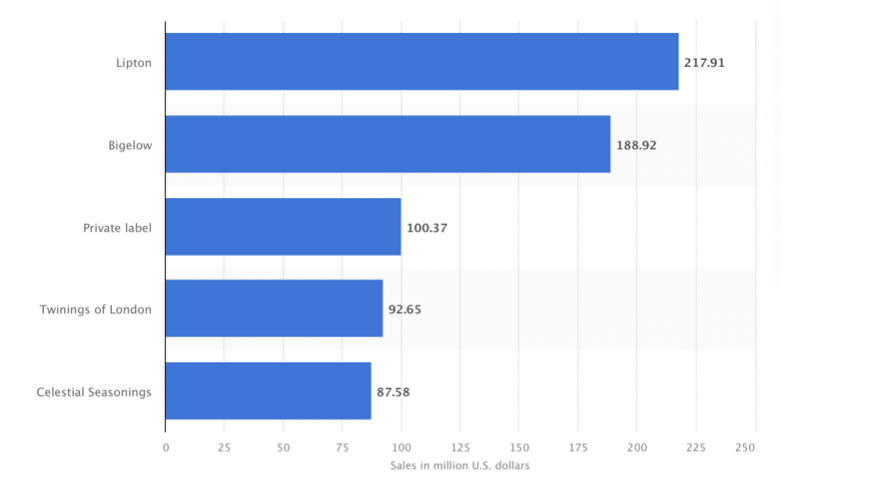 Lipton 217.91
Bigelow 188.92
Private label 100.37
Twinings of London 92.65
Celestial Seasonings 87.58
0 25 50 75 100 125 150 175 200 225 250
Sales in million U.S. dollars